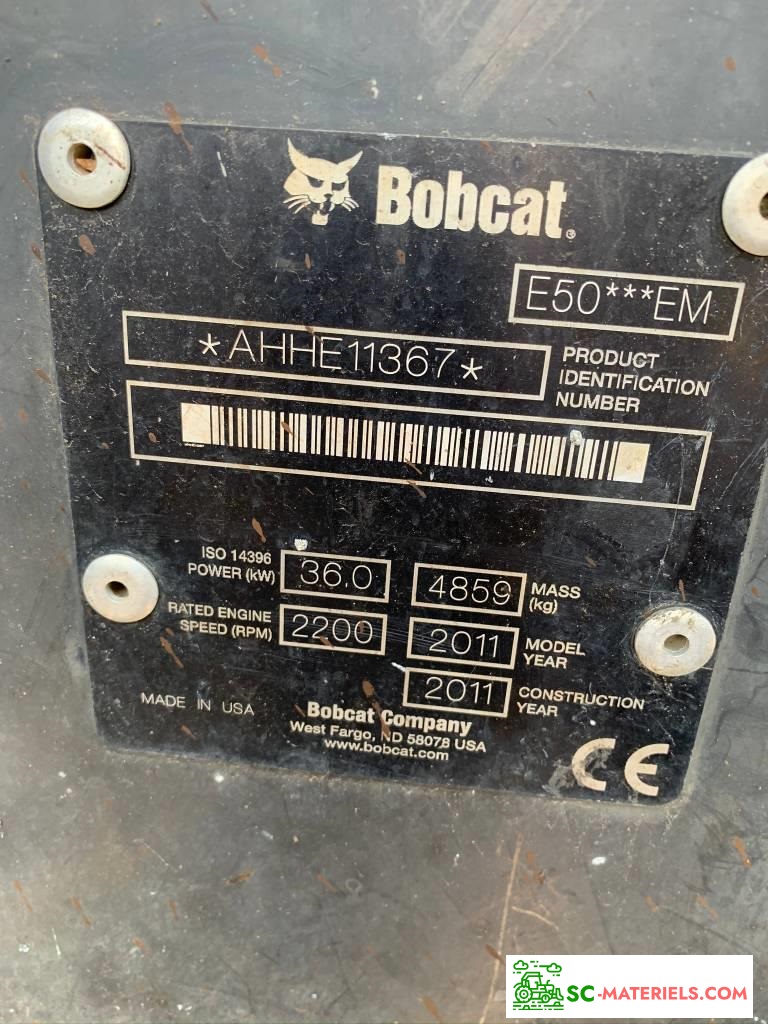 Bobcat®
E50***EM
*AHHE11367*
PRODUCT
IDENTIFICATION
NUMBER
ISO 14396
POWER (kW)
36.0
4859
MASS
(kg)
RATED ENGINE
SPEED (RPM)
2200
2011
MODEL
YEAR
2011
CONSTRUCTION
YEAR
MADE IN USA
Bobcat Company
West Fargo, ND 58078 USA
www.bobcat.com
CE
SC-MATERIELS.COM